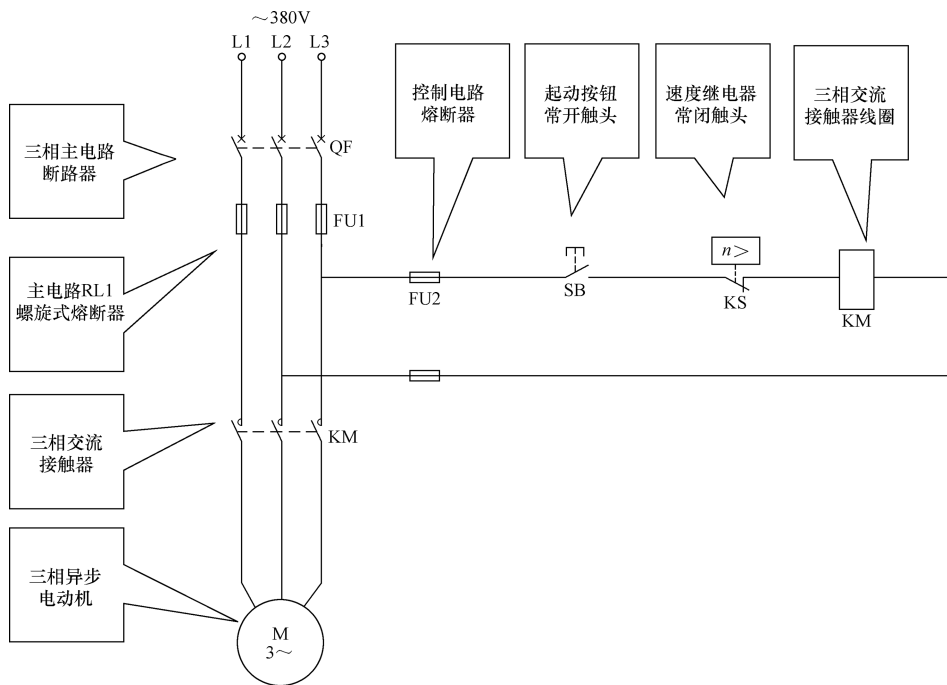 ～380V
L1 L2 L3
控制电路
熔断器
起动按钮
常开触头
速度继电器
常闭触头
三相交流
接触器线圈
三相主电路
断路器
QF
FU1
n>
主电路RL1
螺旋式熔断器
FU2
SB
KS
KM
三相交流
接触器
KM
三相异步
电动机
M
3～